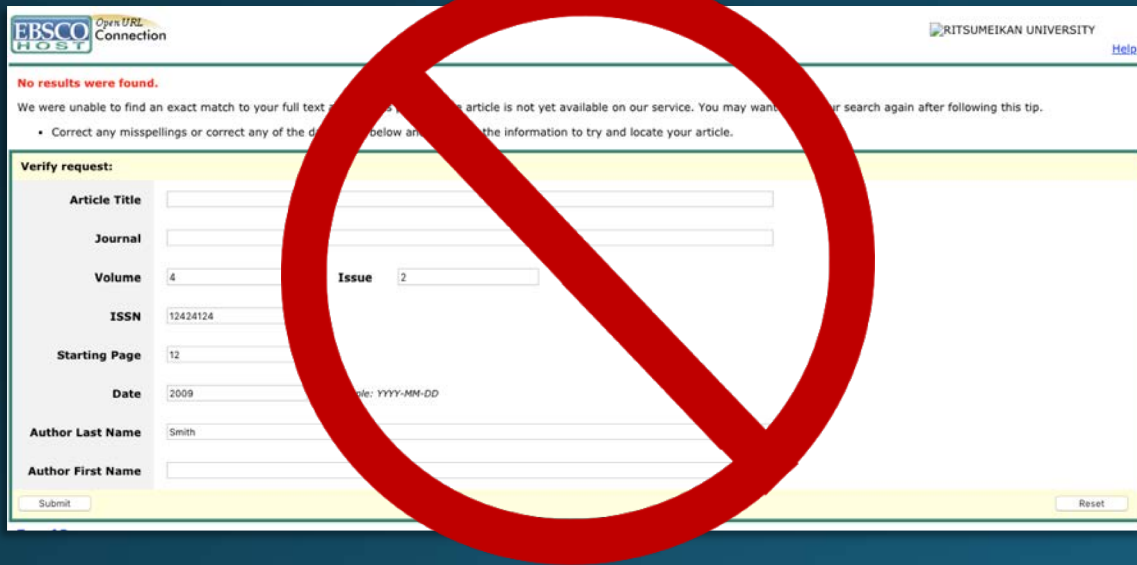 EBSCO Open URL
HOST Connection
RITSUMEIKAN UNIVERSITY
Help
No results were found.
We were unable to find an exact match to your full text article is not yet available on our service. You may want r search again after following this tip.
• Correct any misspellings or correct any of the da below an the information to try and locate your article.
Verify request:
Article Title
Journal
Volume 4 Issue 2
ISSN 12424124
Starting Page 12
Date 2009 YYYY-MM-DD
Author Last Name Smith
Author First Name
Submit Reset